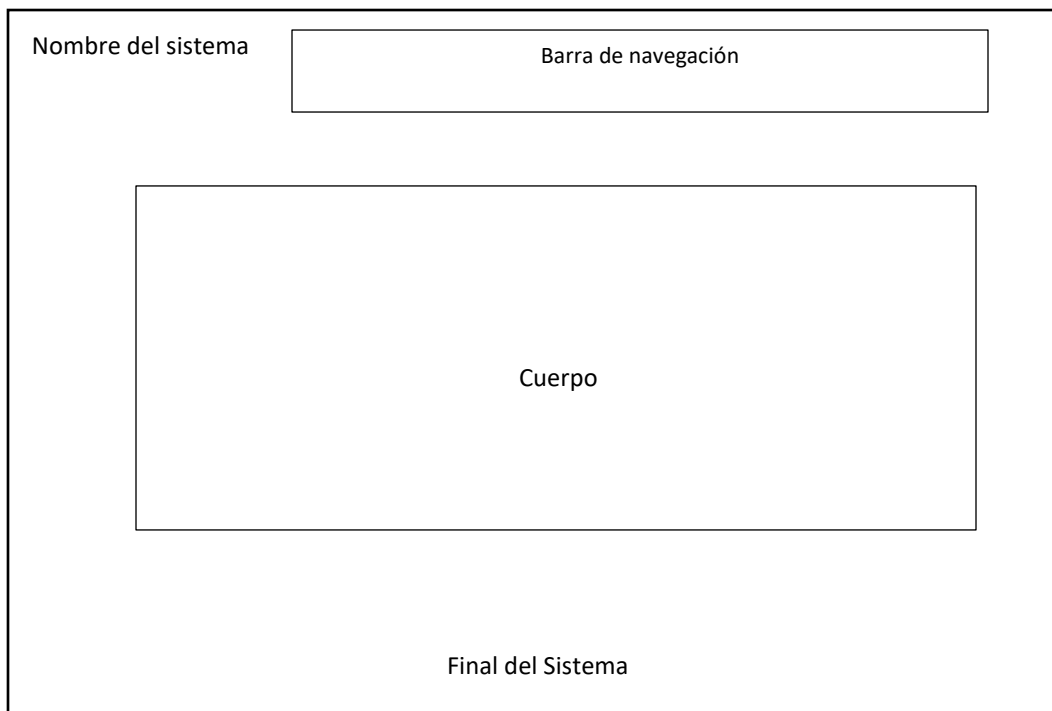 Nombre del sistema
Barra de navegación
Cuerpo
Final del Sistema